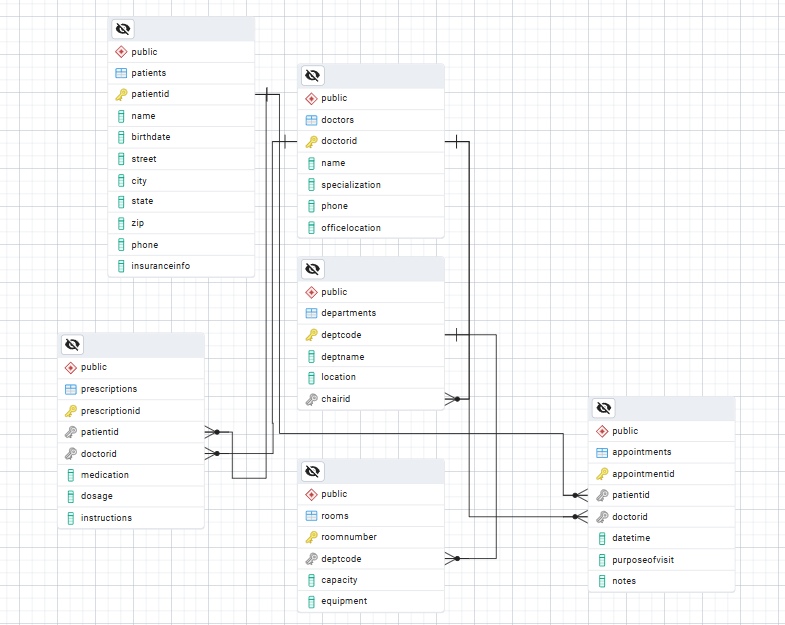 public
patients
patientid
name
birthdate
street
city
state
zip
phone
insuranceinfo
public
doctors
doctorid
name
specialization
phone
officelocation
public
departments
deptcode
deptname
location
chairid
public
prescriptions
prescriptionid
patientid
doctorid
medication
dosage
instructions
public
rooms
roomnumber
deptcode
capacity
equipment
public
appointments
appointmentid
patientid
doctorid
datetime
purposeofvisit
notes